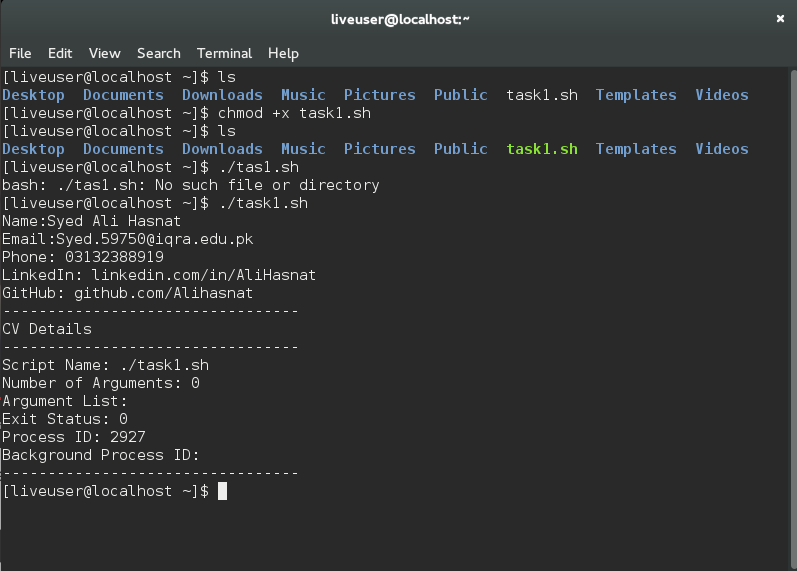 liveuser@localhost:~
File Edit View Search Terminal Help
[liveuser@localhost ~]$ ls
Desktop Documents Downloads Music Pictures Public task1.sh Templates Videos
[liveuser@localhost ~]$ chmod +x task1.sh
[liveuser@localhost ~]$ ls
Desktop Documents Downloads Music Pictures Public task1.sh Templates Videos
[liveuser@localhost ~]$ ./tas1.sh
bash: ./tas1.sh: No such file or directory
[liveuser@localhost ~]$ ./task1.sh
Name:Syed Ali Hasnat
Email:Syed.59750@iqra.edu.pk
Phone: 03132388919
LinkedIn: linkedin.com/in/AliHasnat
GitHub: github.com/Alihasnat
---------------------------------
CV Details
---------------------------------
Script Name: ./task1.sh
Number of Arguments: 0
Argument List:
Exit Status: 0
Process ID: 2927
Background Process ID:
---------------------------------
[liveuser@localhost ~]$